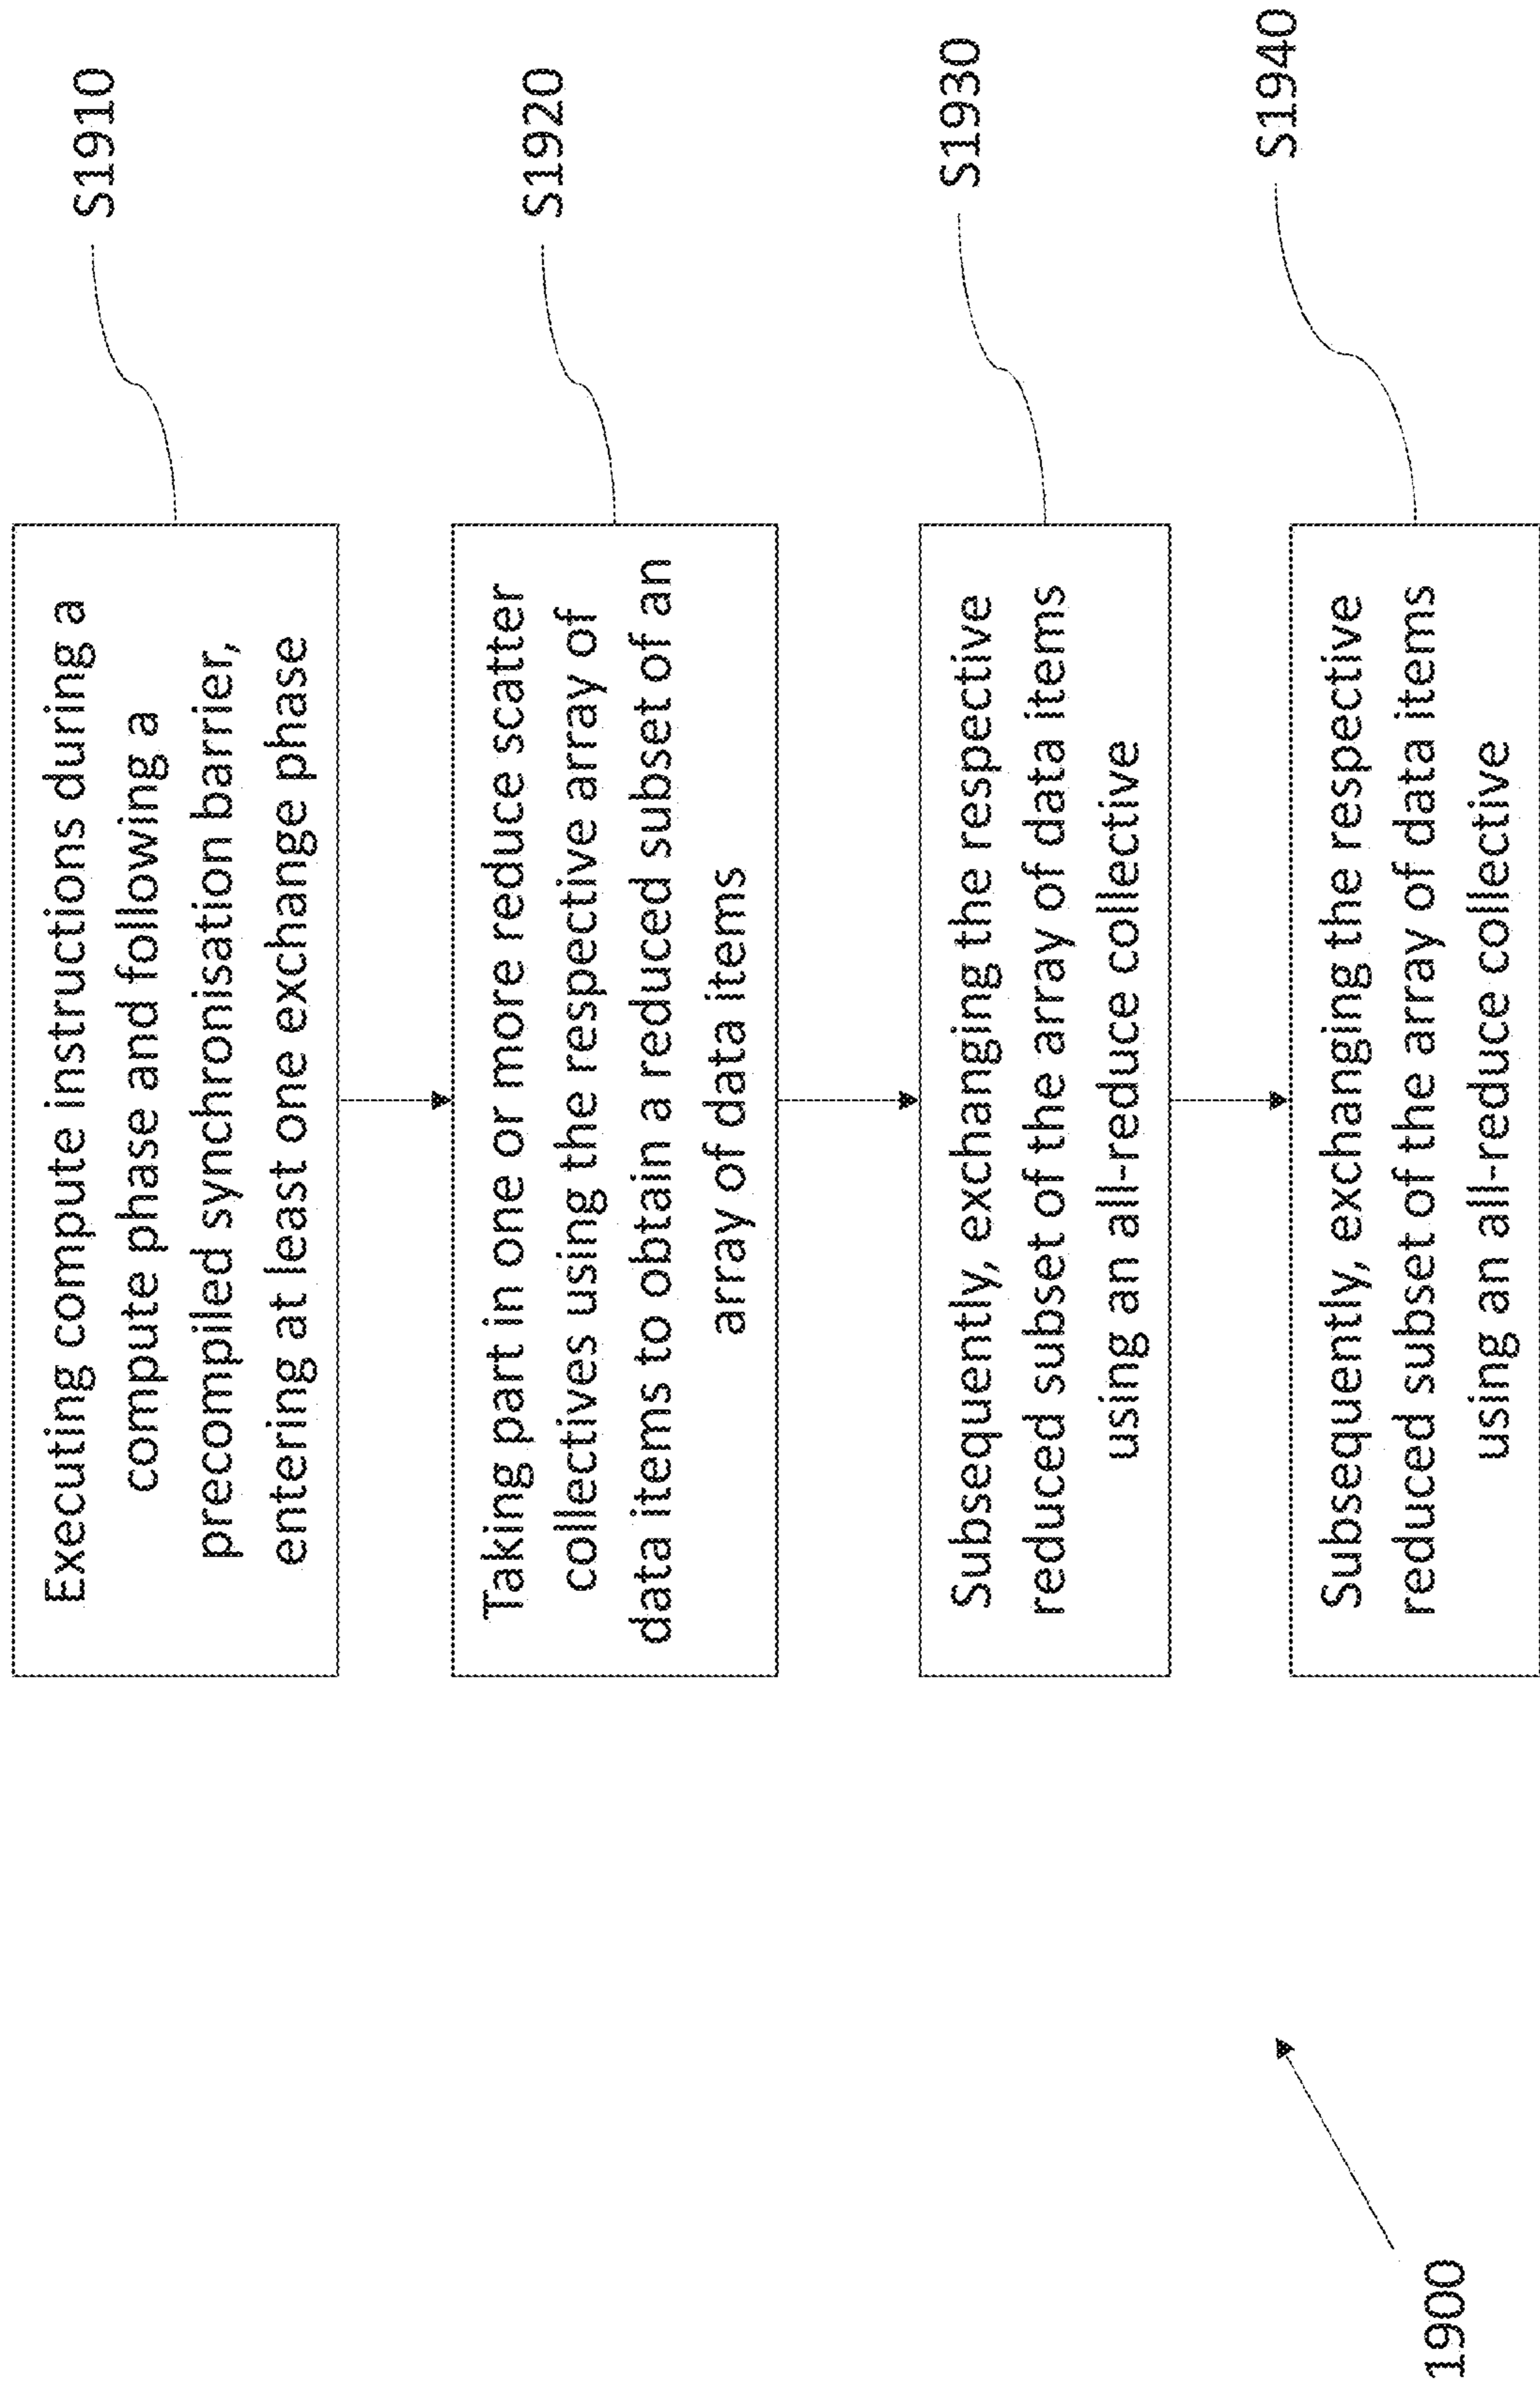 Executing compute instructions during a
compute phase and following a
precompiled synchronisation barrier,
entering at least one exchange phase
S1910
Taking part in one or more reduce scatter
collectives using the respective array of
data items to obtain a reduced subset of an
array of data items
S1920
Subsequently, exchanging the respective
reduced subset of the array of data items
using an all-reduce collective
S1930
Subsequently, exchanging the respective
reduced subset of the array of data items
using an all-reduce collective
S1940
1900